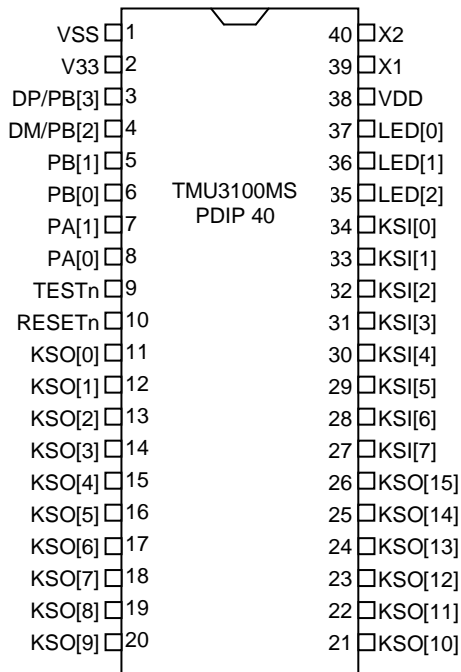 VSS 1 40 X2
V33 2 39 X1
DP/PB[3] 3 38 VDD
DM/PB[2] 4 37 LED[0]
PB[1] 5 36 LED[1]
PB[0] 6 TMU3100MS 35 LED[2]
PA[1] 7 PDIP 40 34 KSI[0]
PA[0] 8 33 KSI[1]
TESTn 9 32 KSI[2]
RESETn 10 31 KSI[3]
KSO[0] 11 30 KSI[4]
KSO[1] 12 29 KSI[5]
KSO[2] 13 28 KSI[6]
KSO[3] 14 27 KSI[7]
KSO[4] 15 26 KSO[15]
KSO[5] 16 25 KSO[14]
KSO[6] 17 24 KSO[13]
KSO[7] 18 23 KSO[12]
KSO[8] 19 22 KSO[11]
KSO[9] 20 21 KSO[10]